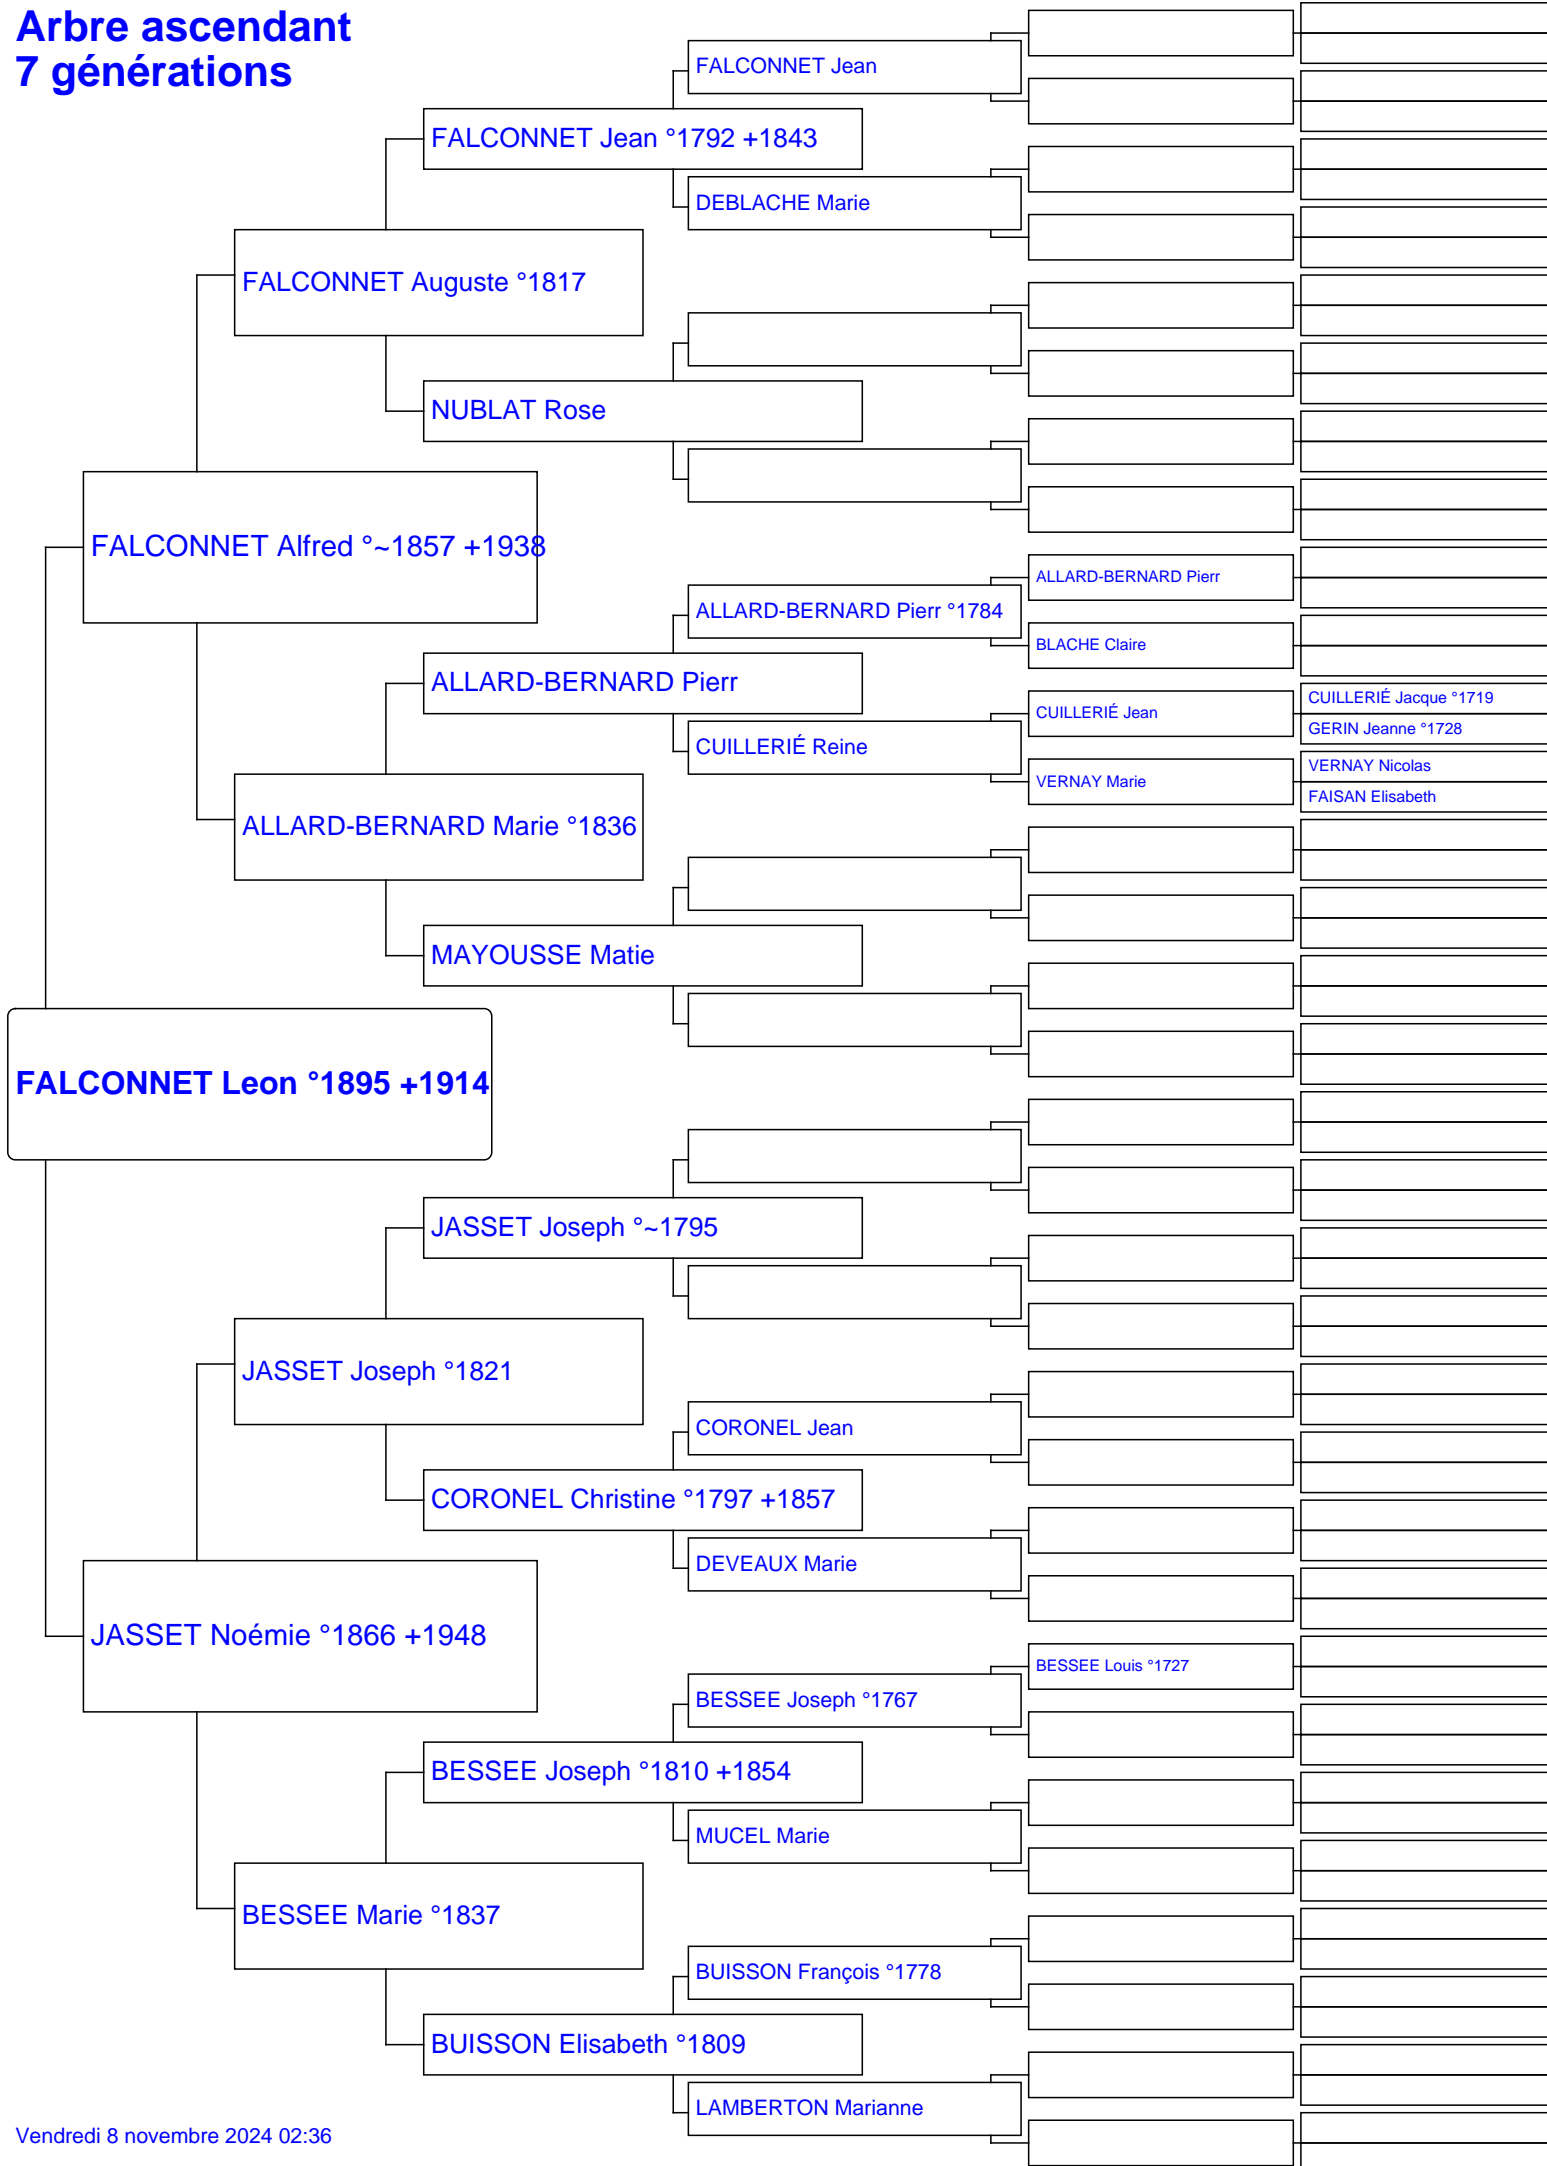 Arbre ascendant
7 générations
FALCONNET Jean
FALCONNET Jean °1792 +1843
DEBLACHE Marie
FALCONNET Auguste °1817
NUBLAT Rose
FALCONNET Alfred °~1857 +1938
ALLARD-BERNARD Pierr
ALLARD-BERNARD Pierr °1784
BLACHE Claire
ALLARD-BERNARD Pierr
CUILLERIÉ Jacque °1719
CUILLERIÉ Jean
GERIN Jeanne °1728
CUILLERIÉ Reine
VERNAY Nicolas
VERNAY Marie
FAISAN Elisabeth
ALLARD-BERNARD Marie °1836
MAYOUSSE Matie
FALCONNET Leon °1895 +1914
JASSET Joseph °~1795
JASSET Joseph °1821
CORONEL Jean
CORONEL Christine °1797 +1857
DEVEAUX Marie
JASSET Noémie °1866 +1948
BESSEE Louis °1727
BESSEE Joseph °1767
BESSEE Joseph °1810 +1854
MUCEL Marie
BESSEE Marie °1837
BUISSON François °1778
BUISSON Elisabeth °1809
LAMBERTON Marianne
Vendredi 8 novembre 2024 02:36